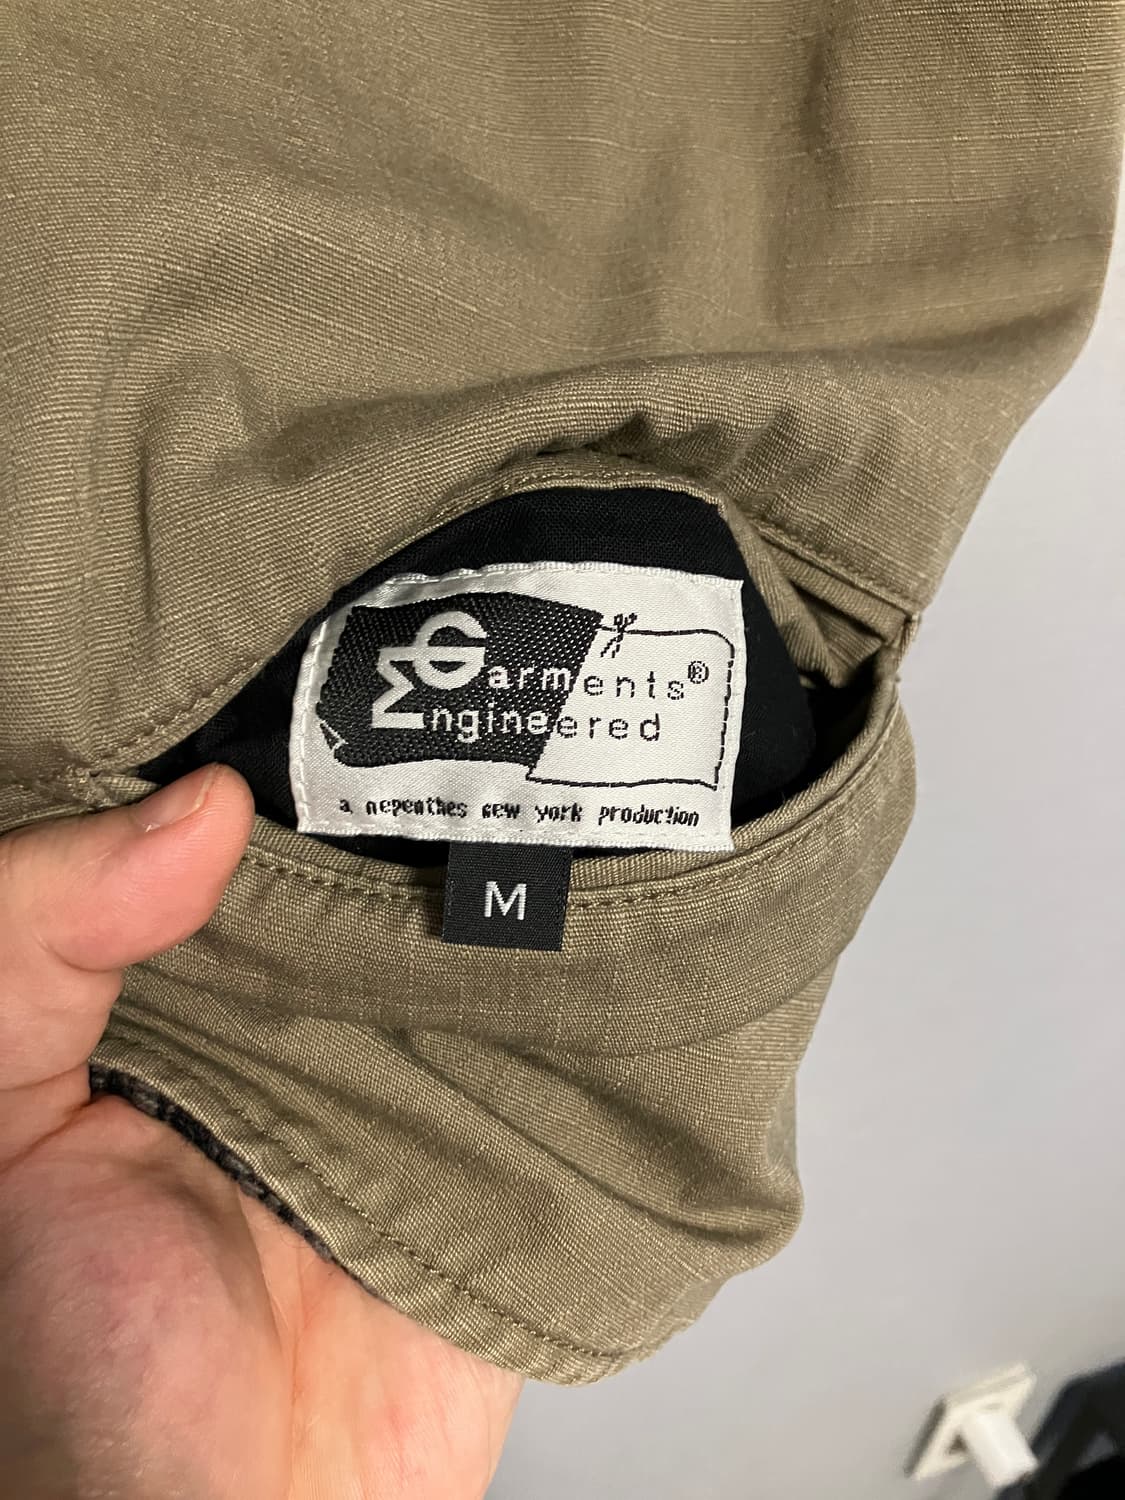 Garments®
Engineered
a nepenthes new york production
M